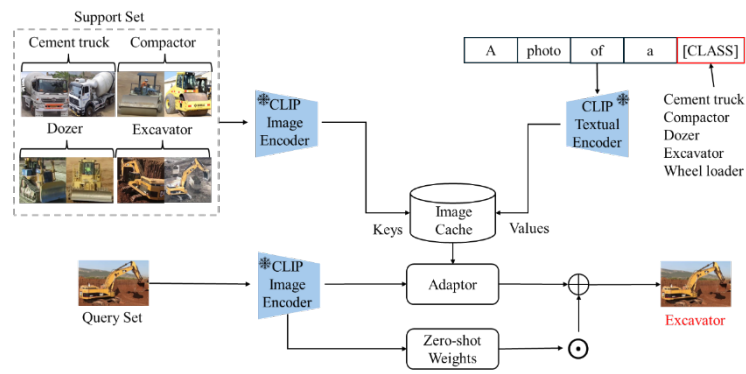 Support Set
Cement truck
Compactor
Dozer
Excavator
CLIP
Image
Encoder
A photo of a [CLASS]
CLIP
Textual
Encoder
Cement truck
Compactor
Dozer
Excavator
Wheel loader
Keys
Image
Cache
Values
Query Set
CLIP
Image
Encoder
Adaptor
Zero-shot
Weights
Excavator